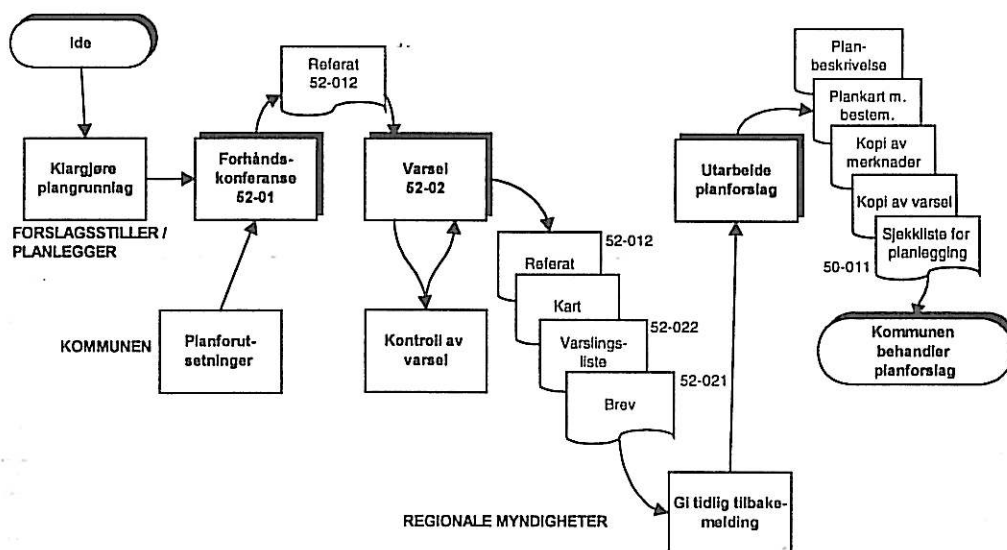 Ide
Referat
52-012
Klargjøre
plangrunnlag
Forhånds-
konferanse
52-01
Varsel
52-02
Utarbeide
planforslag
Plan-
beskrivelse
Plankart m.
bestem.
Kopi av
merknader
Kopi av varsel
Sjekkliste for
planlegging
50-011
FORSLAGSSTILLER /
PLANLEGGER
52-012
Referat
Kart
52-022
Varslings-
liste
52-021
Brev
KOMMUNEN
Planforut-
setninger
Kontroll av
varsel
Kommunen
behandler
planforslag
REGIONALE MYNDIGHETER
Gi tidlig tilbake-
melding